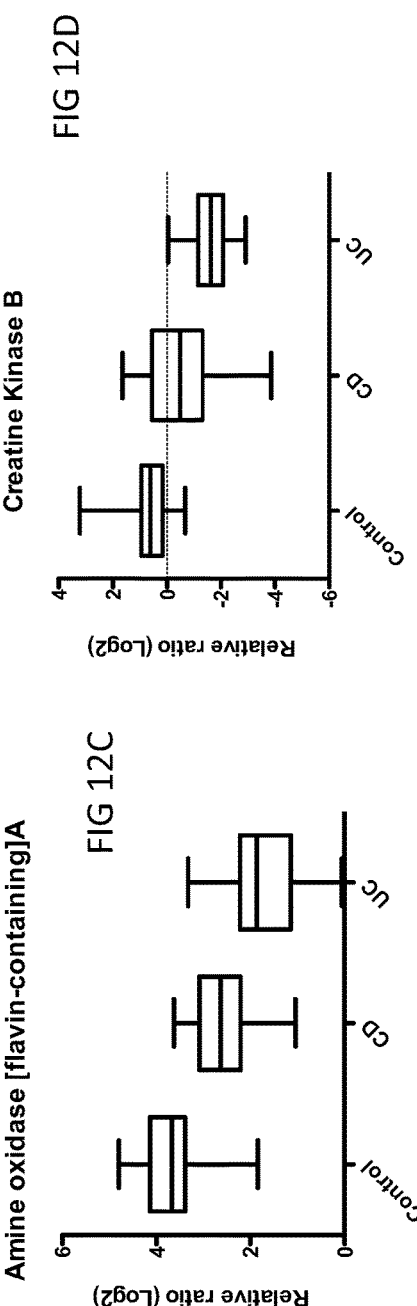 Amine oxidase [flavin-containing]A
FIG 12C
Relative ratio (Log2)
6
4
2
0
Control
CD
UC
Creatine Kinase B
FIG 12D
Relative ratio (Log2)
4
2
0
-2
-4
-6
Control
CD
UC